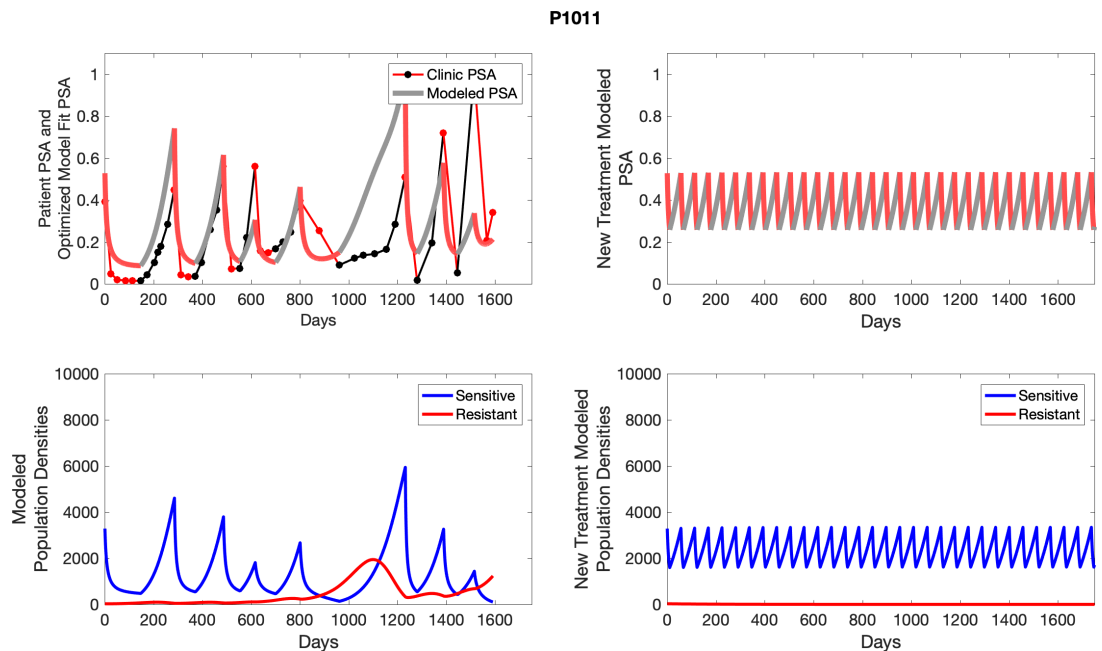 P1011
Patient PSA and
Optimized Model Fit PSA
1
0.8
0.6
0.4
0.2
0
Clinic PSA
Modeled PSA
0 200 400 600 800 1000 1200 1400 1600
Days
New Treatment Modeled
PSA
1
0.8
0.6
0.4
0.2
0
0 200 400 600 800 1000 1200 1400 1600
Days
Modeled
Population Densities
10000
8000
6000
4000
2000
0
Sensitive
Resistant
0 200 400 600 800 1000 1200 1400 1600
Days
New Treatment Modeled
Population Densities
10000
8000
6000
4000
2000
0
Sensitive
Resistant
0 200 400 600 800 1000 1200 1400 1600
Days